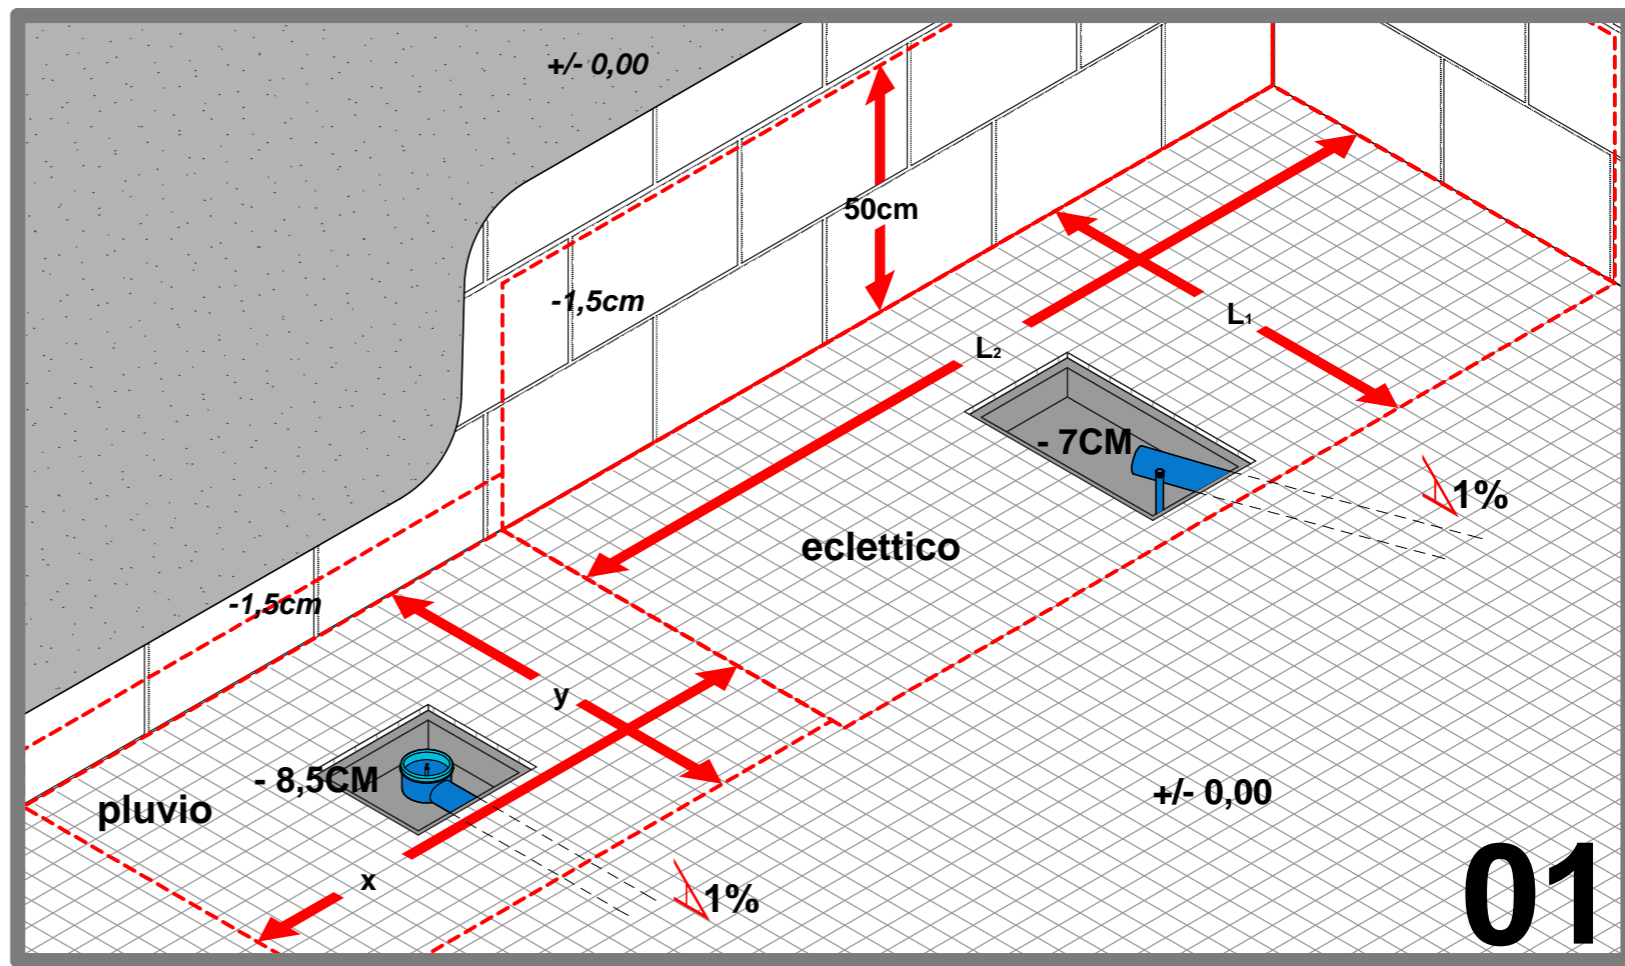 +/- 0,00
50cm
-1,5cm
L₁
L₂
- 7CM
1%
eclettico
-1,5cm
y
- 8,5CM
pluvio
+/- 0,00
x
1%
01